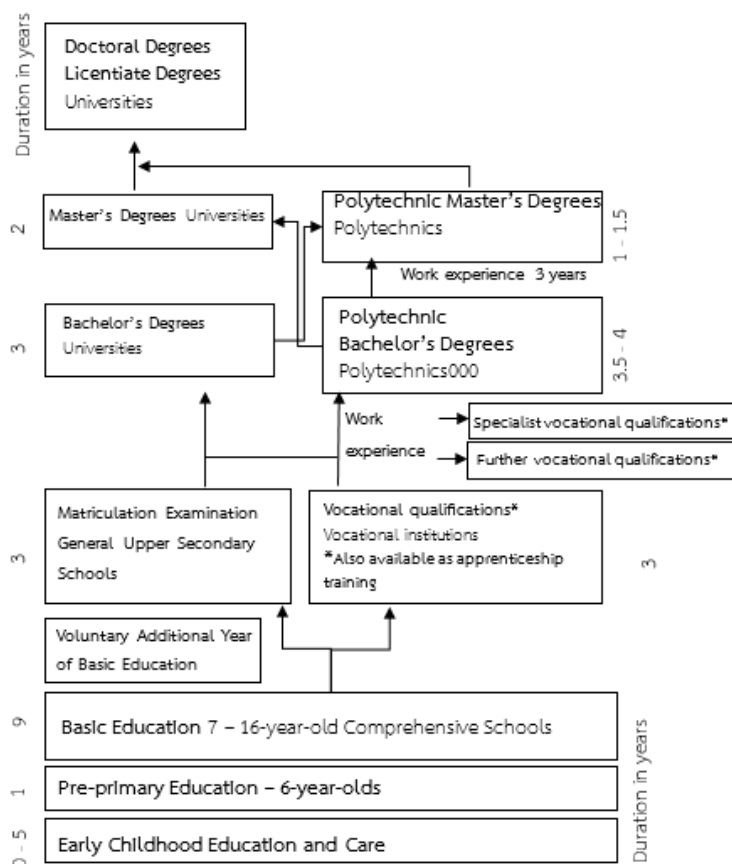 Duration in years
Doctoral Degrees
Licentiate Degrees
Universities
2
Master's Degrees Universities
Polytechnic Master's Degrees
Polytechnics
1 - 1.5
Work experience 3 years
3
Bachelor's Degrees
Universities
Polytechnic
Bachelor's Degrees
Polytechnics000
3.5 - 4
Work
experience
Specialist vocational qualifications*
Further vocational qualifications*
3
Matriculation Examination
General Upper Secondary
Schools
Vocational qualifications*
Vocational institutions
*Also available as apprenticeship
training
3
Voluntary Additional Year
of Basic Education
9
Basic Education 7 – 16-year-old Comprehensive Schools
1
Pre-primary Education – 6-year-olds
0 - 5
Early Childhood Education and Care
Duration in years